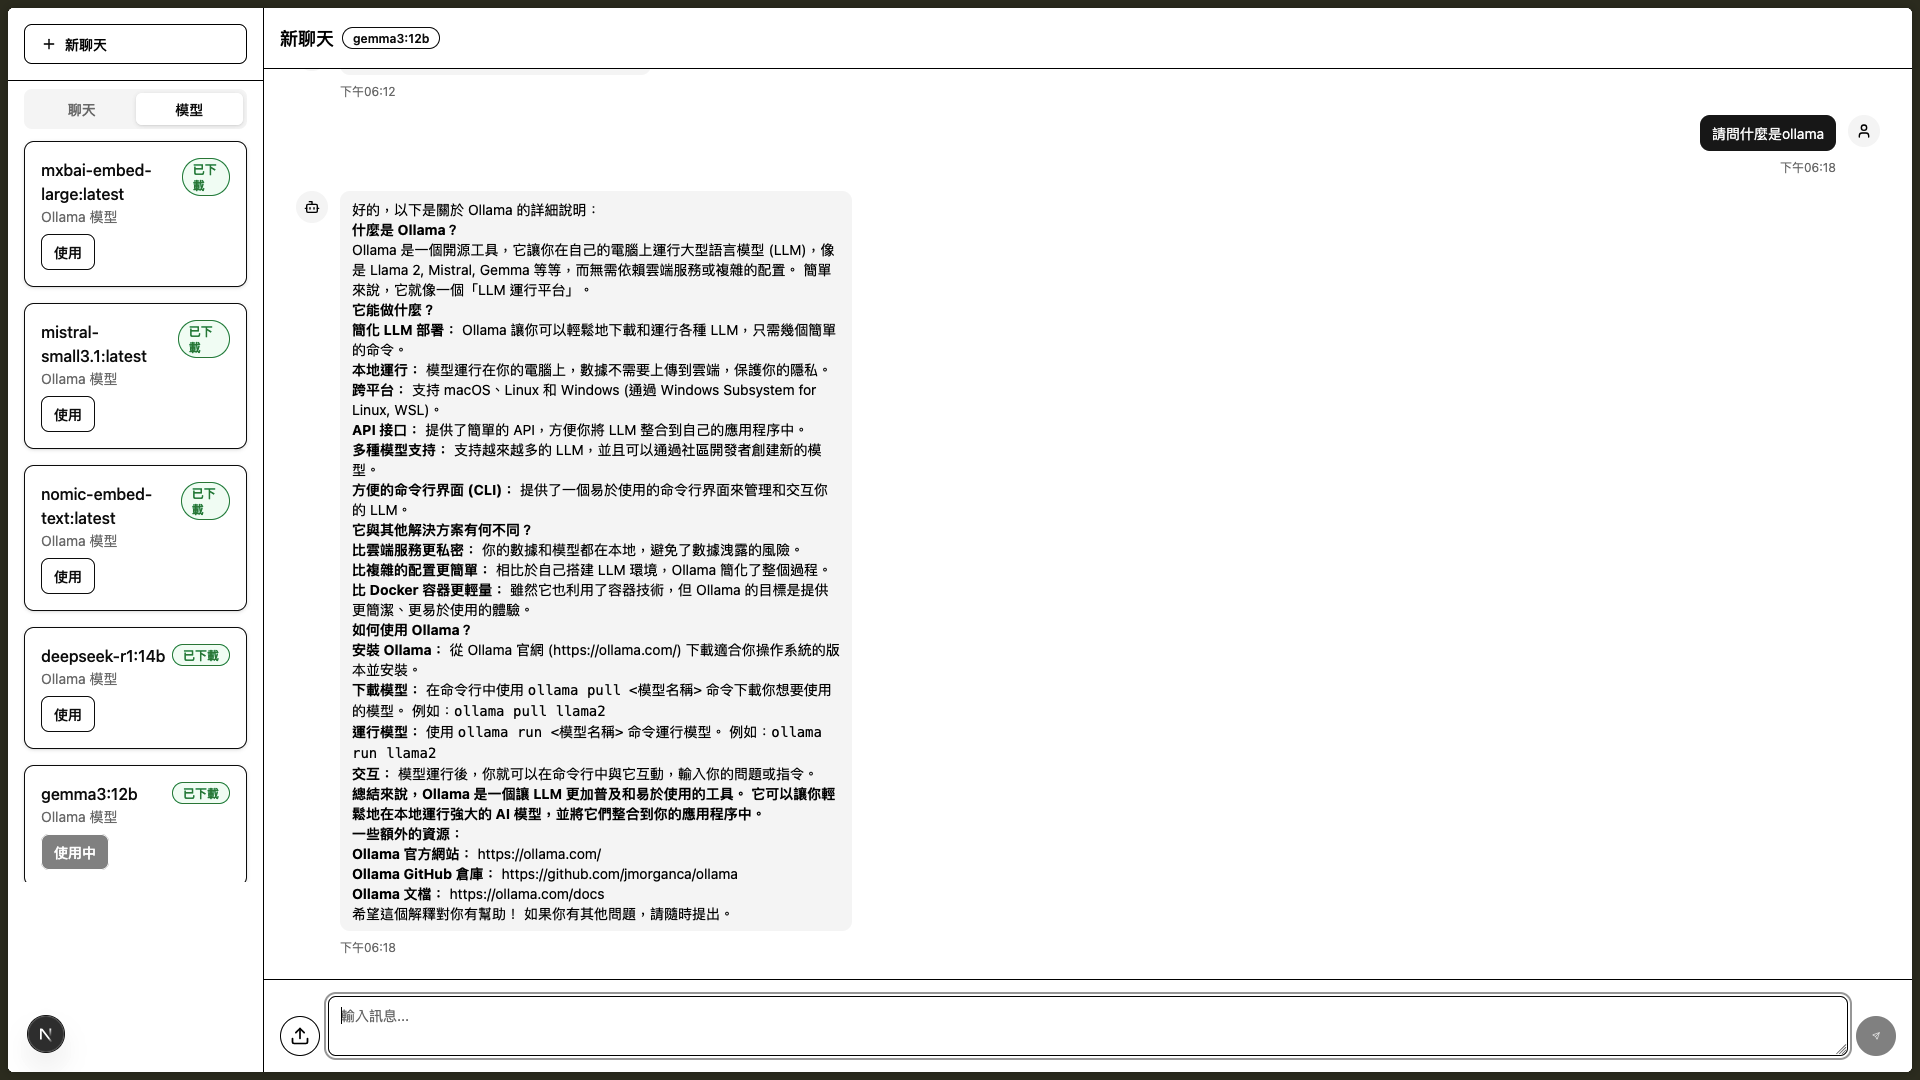 新聊天
聊天
模型
mxbai-embed-
large:latest
已下
載
Ollama 模型
使用
mistral-
small3.1:latest
已下
載
Ollama 模型
使用
nomic-embed-
text:latest
已下
載
Ollama 模型
使用
deepseek-r1:14b
已下載
Ollama 模型
使用
gemma3:12b
已下載
Ollama 模型
使用中
N
新聊天
gemma3:12b
下午06:12
請問什麼是ollama
下午06:18
好的，以下是關於 Ollama 的詳細說明：
什麼是 Ollama？
Ollama 是一個開源工具，它讓你在自己的電腦上運行大型語言模型 (LLM)，像
是 Llama 2, Mistral, Gemma 等等，而無需依賴雲端服務或複雜的配置。 簡單
來說，它就像一個「LLM 運行平台」。
它能做什麼？
簡化 LLM 部署： Ollama 讓你可以輕鬆地下載和運行各種 LLM，只需幾個簡單
的命令。
本地運行： 模型運行在你的電腦上，數據不需要上傳到雲端，保護你的隱私。
跨平台： 支持 macOS、Linux 和 Windows (通過 Windows Subsystem for
Linux, WSL)。
API 接口： 提供了簡單的 API，方便你將 LLM 整合到自己的應用程序中。
多種模型支持： 支持越來越多的 LLM，並且可以通過社區開發者創建新的模
型。
方便的命令行界面 (CLI)： 提供了一個易於使用的命令行界面來管理和交互你
的 LLM。
它與其他解決方案有何不同？
比雲端服務更私密： 你的數據和模型都在本地，避免了數據洩露的風險。
比複雜的配置更簡單： 相比於自己搭建 LLM 環境，Ollama 簡化了整個過程。
比 Docker 容器更輕量： 雖然它也利用了容器技術，但 Ollama 的目標是提供
更簡潔、更易於使用的體驗。
如何使用 Ollama？
安裝 Ollama： 從 Ollama 官網 (https://ollama.com/) 下載適合你操作系統的版
本並安裝。
下載模型： 在命令行中使用 ollama pull <模型名稱> 命令下載你想要使用
的模型。 例如：ollama pull llama2
運行模型： 使用 ollama run <模型名稱> 命令運行模型。 例如：ollama
run llama2
交互： 模型運行後，你就可以在命令行中與它互動，輸入你的問題或指令。
總結來說，Ollama 是一個讓 LLM 更加普及和易於使用的工具。 它可以讓你輕
鬆地在本地運行強大的 AI 模型，並將它們整合到你的應用程序中。
一些額外的資源：
Ollama 官方網站： https://ollama.com/
Ollama GitHub 倉庫： https://github.com/jmorganca/ollama
Ollama 文檔： https://ollama.com/docs
希望這個解釋對你有幫助！ 如果你有其他問題，請隨時提出。
下午06:18
輸入訊息...